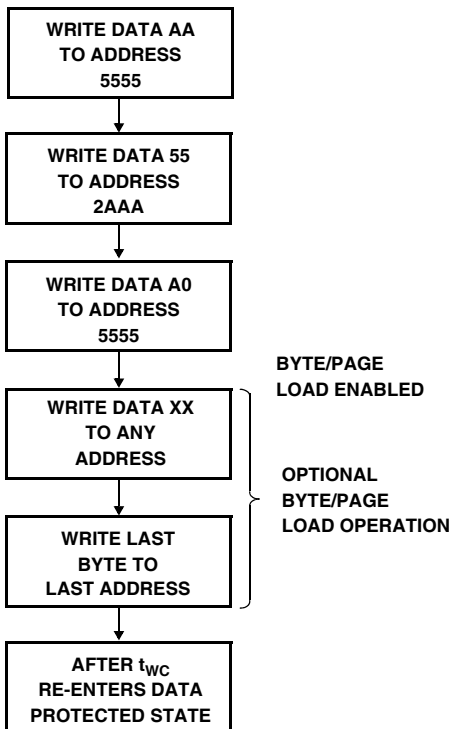 WRITE DATA AA
TO ADDRESS
5555
WRITE DATA 55
TO ADDRESS
2AAA
WRITE DATA A0
TO ADDRESS
5555
BYTE/PAGE
LOAD ENABLED
WRITE DATA XX
TO ANY
ADDRESS
OPTIONAL
BYTE/PAGE
LOAD OPERATION
WRITE LAST
BYTE TO
LAST ADDRESS
AFTER tWC
RE-ENTERS DATA
PROTECTED STATE